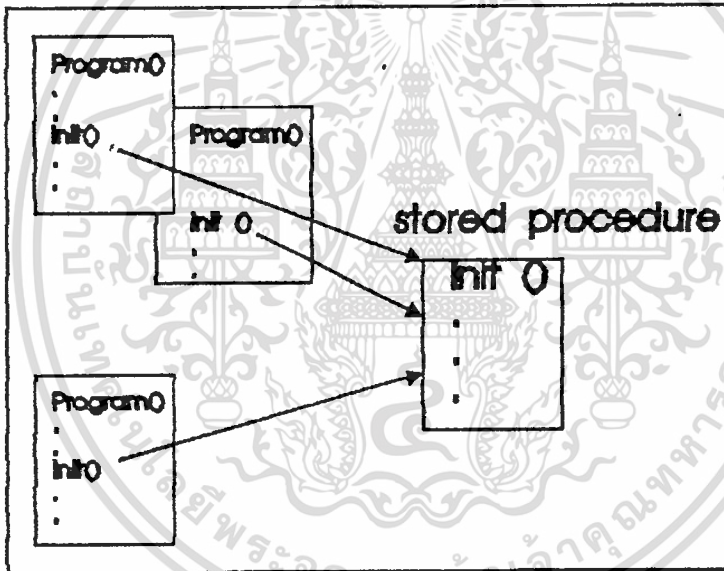 Program()
init()
Program()
init ()
stored procedure
init ()
Program()
init()